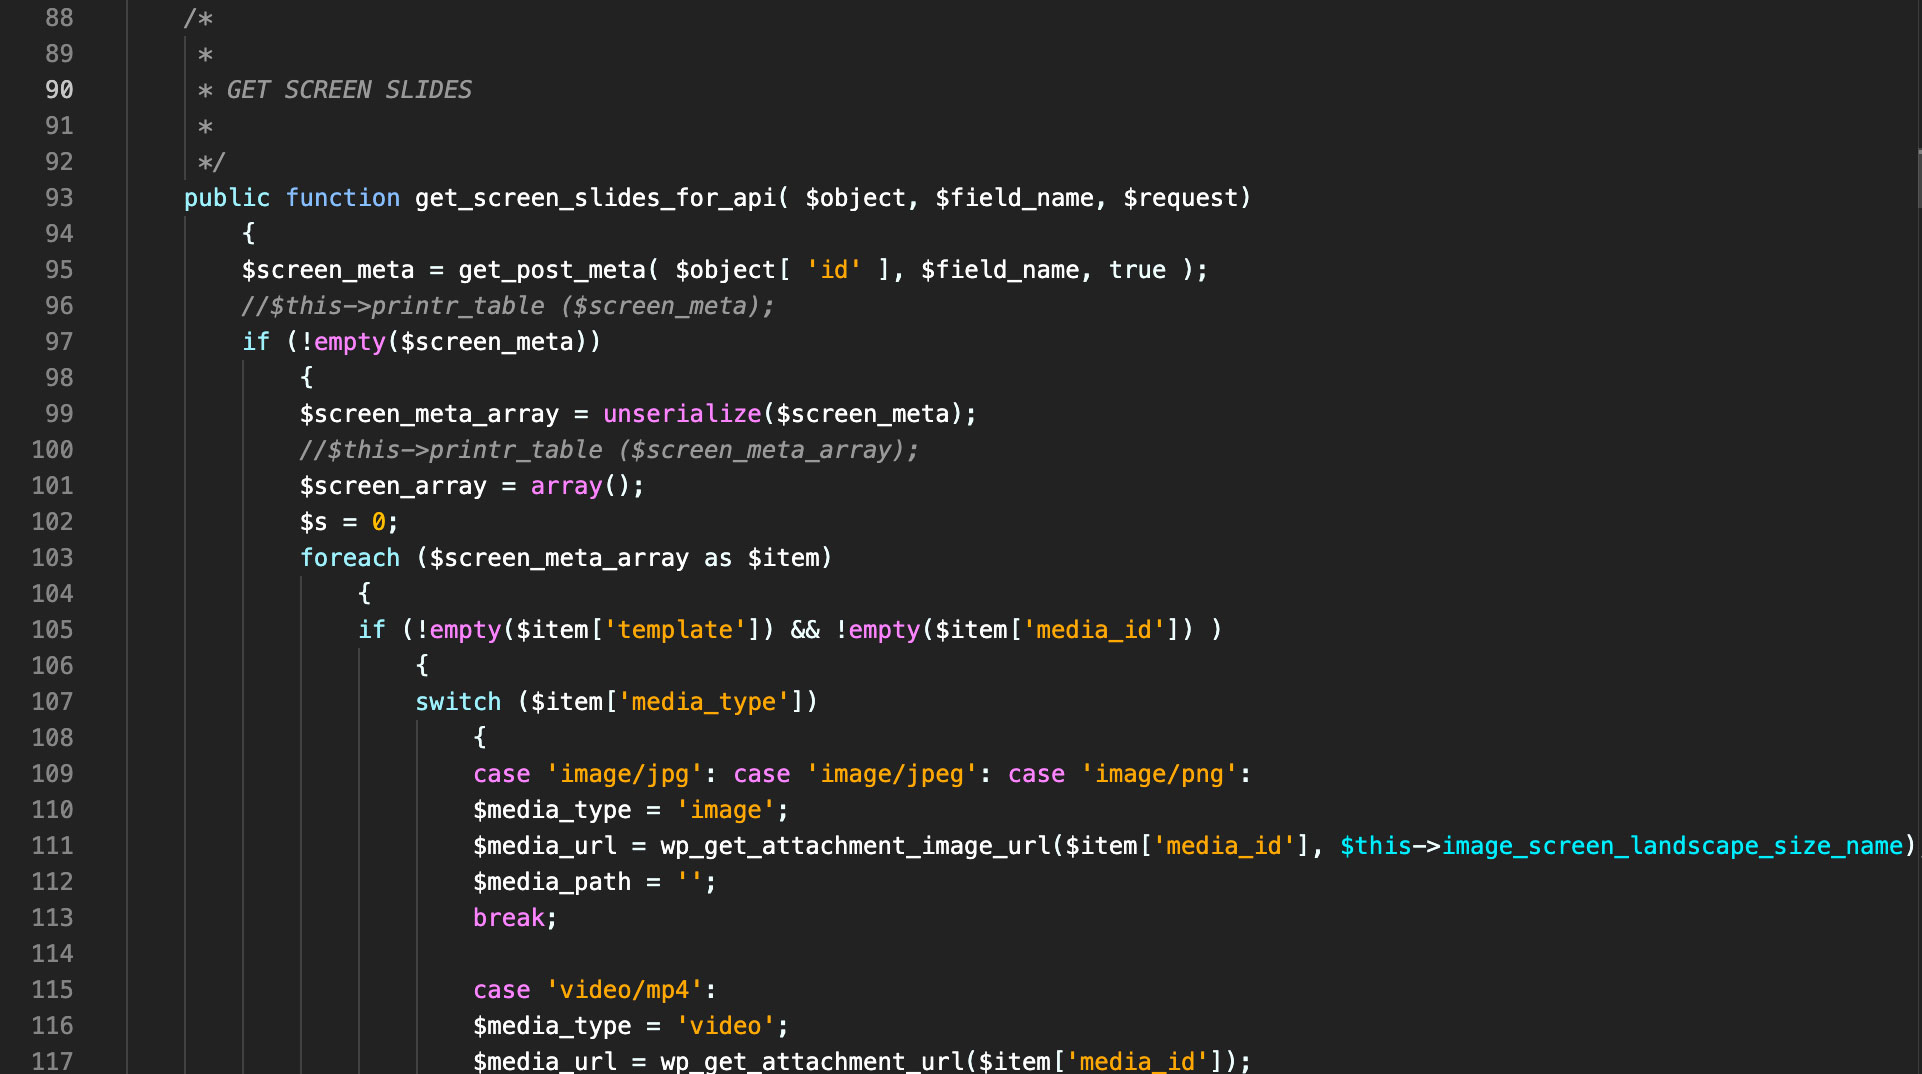 88 /*
89 *
90 * GET SCREEN SLIDES
91 *
92 */
93 public function get_screen_slides_for_api( $object, $field_name, $request)
94 {
95 $screen_meta = get_post_meta( $object[ 'id' ], $field_name, true );
96 //$this->printr_table ($screen_meta);
97 if (!empty($screen_meta))
98 {
99 $screen_meta_array = unserialize($screen_meta);
100 //$this->printr_table ($screen_meta_array);
101 $screen_array = array();
102 $s = 0;
103 foreach ($screen_meta_array as $item)
104 {
105 if (!empty($item['template']) && !empty($item['media_id']) )
106 {
107 switch ($item['media_type'])
108 {
109 case 'image/jpg': case 'image/jpeg': case 'image/png':
110 $media_type = 'image';
111 $media_url = wp_get_attachment_image_url($item['media_id'], $this->image_screen_landscape_size_name)
112 $media_path = '';
113 break;
114
115 case 'video/mp4':
116 $media_type = 'video';
117 $media_url = wp_get_attachment_url($item['media_id']);